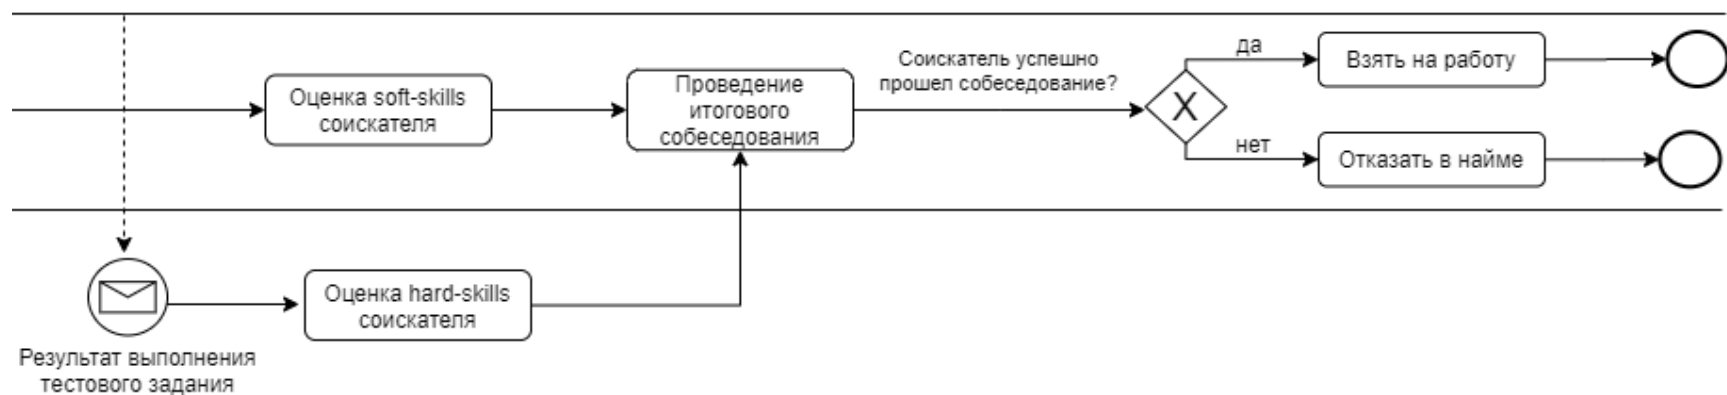 Оценка soft-skills
соискателя
Проведение
итогового
собеседования
Соискатель успешно
прошел собеседование?
X
да
Взять на работу
нет
Отказать в найме
Результат выполнения
тестового задания
Оценка hard-skills
соискателя